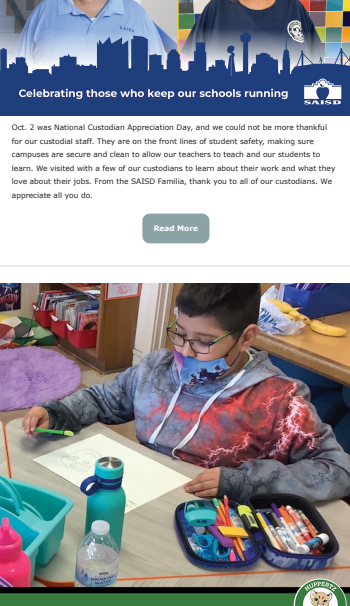 SAISD
Celebrating those who keep our schools running
SAISD
Oct. 2 was National Custodian Appreciation Day, and we could not be more thankful
for our custodial staff. They are on the front lines of student safety, making sure
campuses are secure and clean to allow our teachers to teach and our students to
learn. We visited with a few of our custodians to learn about their work and what they
love about their jobs. From the SAISD Familia, thank you to all of our custodians. We
appreciate all you do.
Read More
DRINKING
WATER
HUPPERTZ